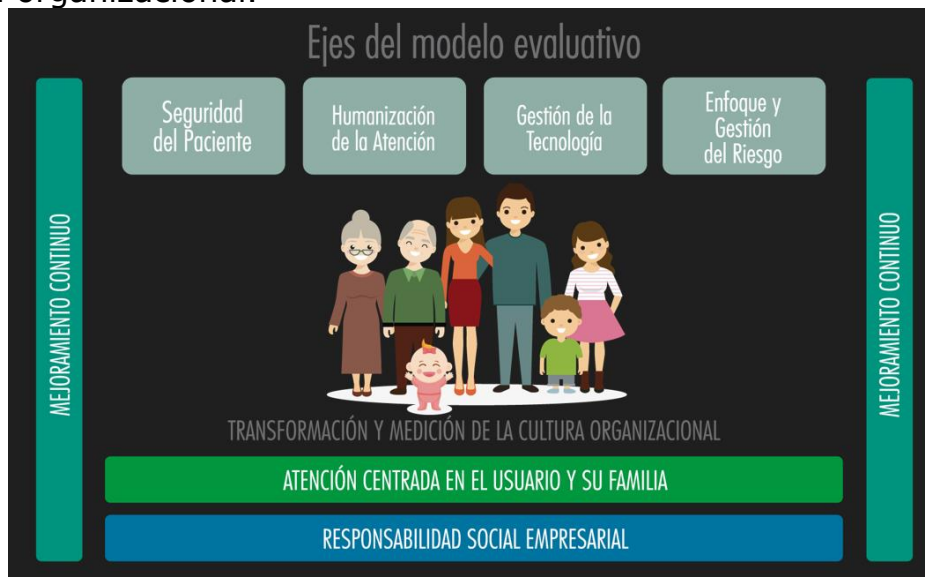 organizacional.
Ejes del modelo evaluativo
Seguridad
del Paciente
Humanización
de la Atención
Gestión de la
Tecnología
Enfoque y
Gestión
del Riesgo
MEJORAMIENTO CONTINUO
MEJORAMIENTO CONTINUO
TRANSFORMACIÓN Y MEDICIÓN DE LA CULTURA ORGANIZACIONAL
ATENCIÓN CENTRADA EN EL USUARIO Y SU FAMILIA
RESPONSABILIDAD SOCIAL EMPRESARIAL